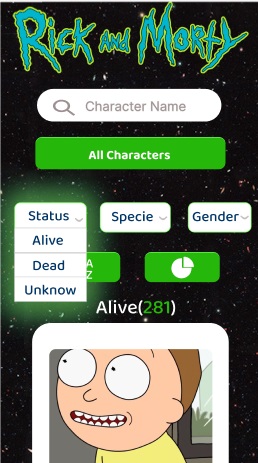 Rick and Morty
Character Name
All Characters
Status
Specie
Gender
Alive
Dead
Unknow
A
Z
Alive(281)